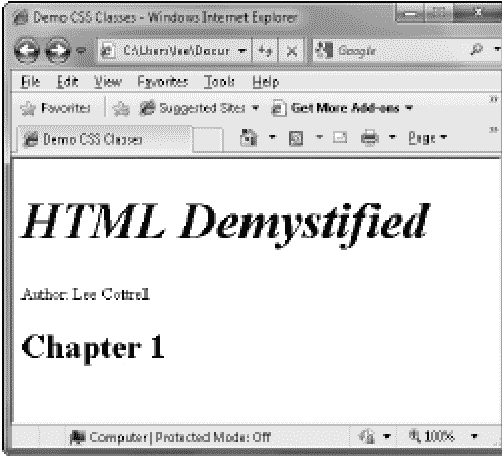 Demo CSS Classes - Windows Internet Explorer
C:\Users\lee\Docur
Google
File Edit View Favorites Tools Help
Favorites Suggested Sites Get More Add-ons
Demo CSS Classes Page
HTML Demystified
Author: Lee Cottrell
Chapter 1
Computer | Protected Mode: Off 100%